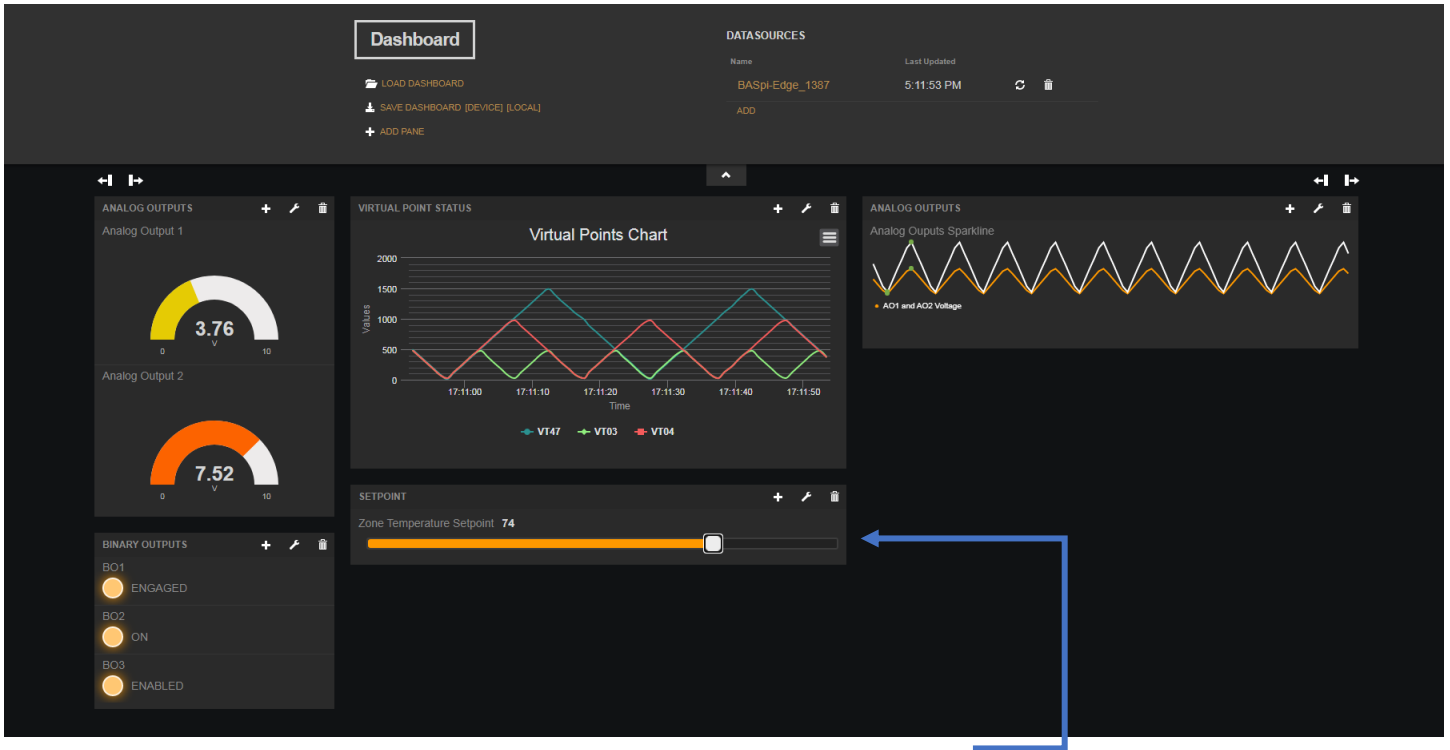 Dashboard
LOAD DASHBOARD
SAVE DASHBOARD [DEVICE] [LOCAL]
ADD PANE
DATASOURCES
Name Last Updated
BASpi-Edge_1387 5:11:53 PM
ADD
ANALOG OUTPUTS
Analog Output 1
3.76
V
0 10
Analog Output 2
7.52
V
0 10
BINARY OUTPUTS
BO1
ENGAGED
BO2
ON
BO3
ENABLED
VIRTUAL POINT STATUS
Virtual Points Chart
2000
1500
1000
500
0
Values
17:11:00 17:11:10 17:11:20 17:11:30 17:11:40 17:11:50
Time
VT47 VT03 VT04
SETPOINT
Zone Temperature Setpoint 74
ANALOG OUTPUTS
Analog Ouputs Sparkline
AO1 and AO2 Voltage